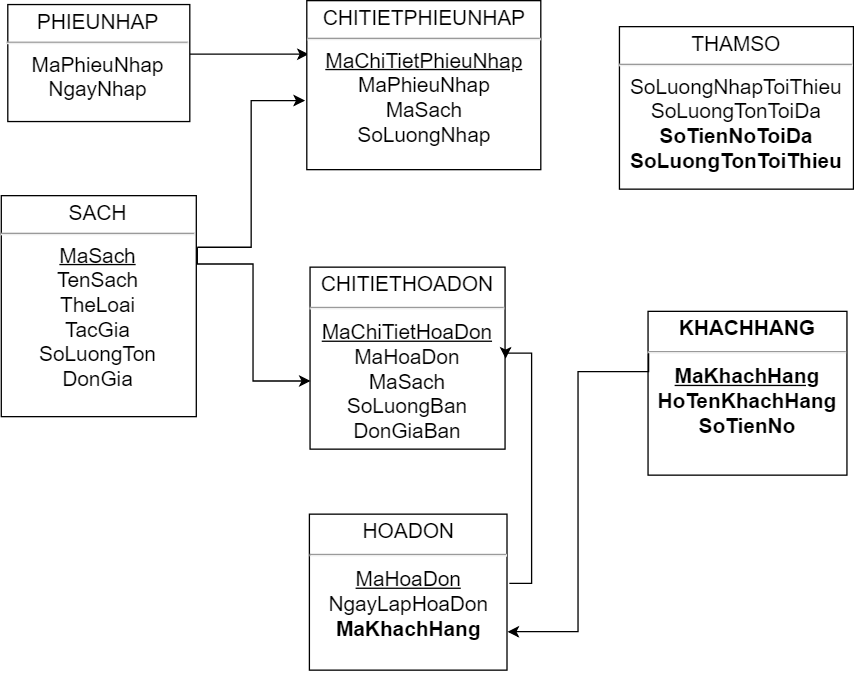 PHIEUNHAP
MaPhieuNhap
NgayNhap
CHITIETPHIEUNHAP
MaChiTietPhieuNhap
MaPhieuNhap
MaSach
SoLuongNhap
THAMSO
SoLuongNhapToiThieu
SoLuongTonToiDa
SoTienNoToiDa
SoLuongTonToiThieu
SACH
MaSach
TenSach
TheLoai
TacGia
SoLuongTon
DonGia
CHITIETHOADON
MaChiTietHoaDon
MaHoaDon
MaSach
SoLuongBan
DonGiaBan
KHACHHANG
MaKhachHang
HoTenKhachHang
SoTienNo
HOADON
MaHoaDon
NgayLapHoaDon
MaKhachHang